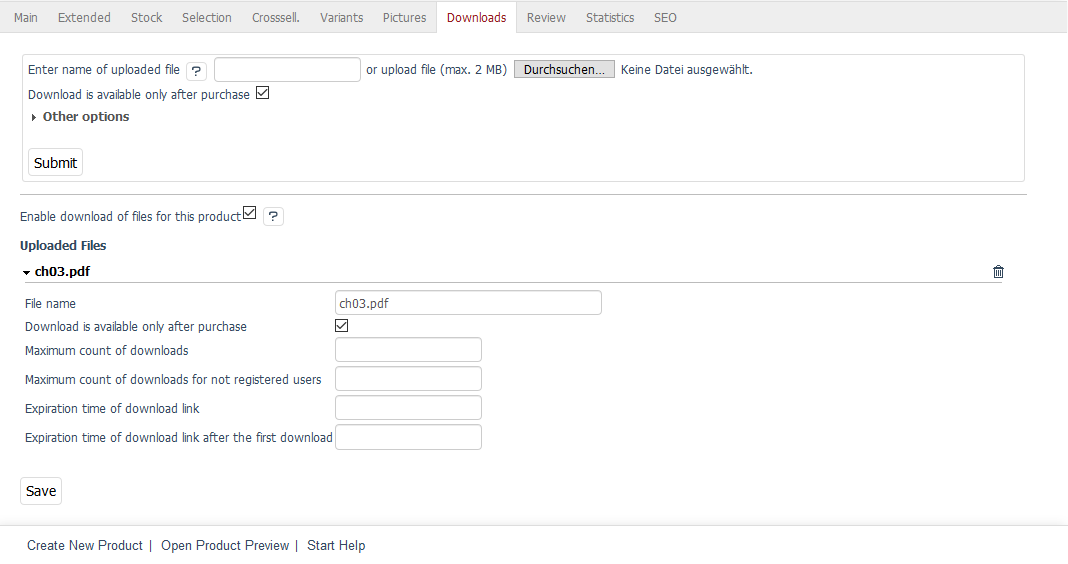 Main Extended Stock Selection Crosssell. Variants Pictures Downloads Review Statistics SEO
Enter name of uploaded file ? or upload file (max. 2 MB) Durchsuchen... Keine Datei ausgewählt.
Download is available only after purchase
Other options
Submit
Enable download of files for this product ?
Uploaded Files
ch03.pdf
File name ch03.pdf
Download is available only after purchase
Maximum count of downloads
Maximum count of downloads for not registered users
Expiration time of download link
Expiration time of download link after the first download
Save
Create New Product | Open Product Preview | Start Help